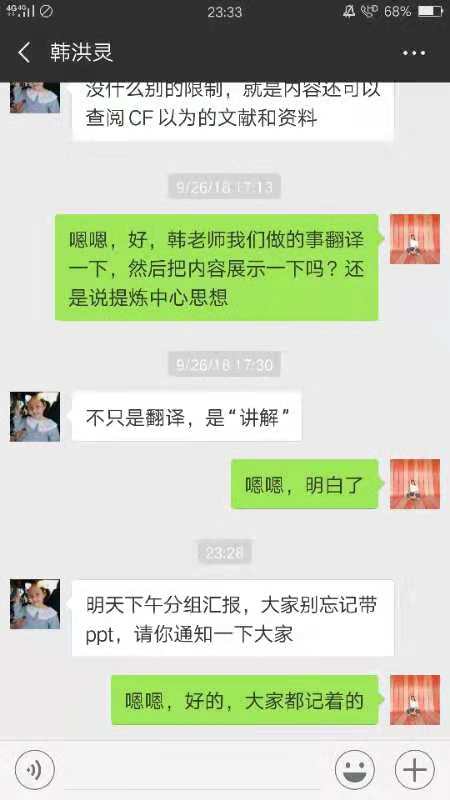 4G 4G
23:33
HD
68%
韩洪灵
没什么别的限制，就是内容还可以
查阅CF以为的文献和资料
9/26/18 17:13
嗯嗯，好，韩老师我们做的事翻译
一下，然后把内容展示一下吗？还
是说提炼中心思想
9/26/18 17:30
不只是翻译，是“讲解”
嗯嗯，明白了
23:28
明天下午分组汇报，大家别忘记带
ppt，请你通知一下大家
嗯嗯，好的，大家都记着的